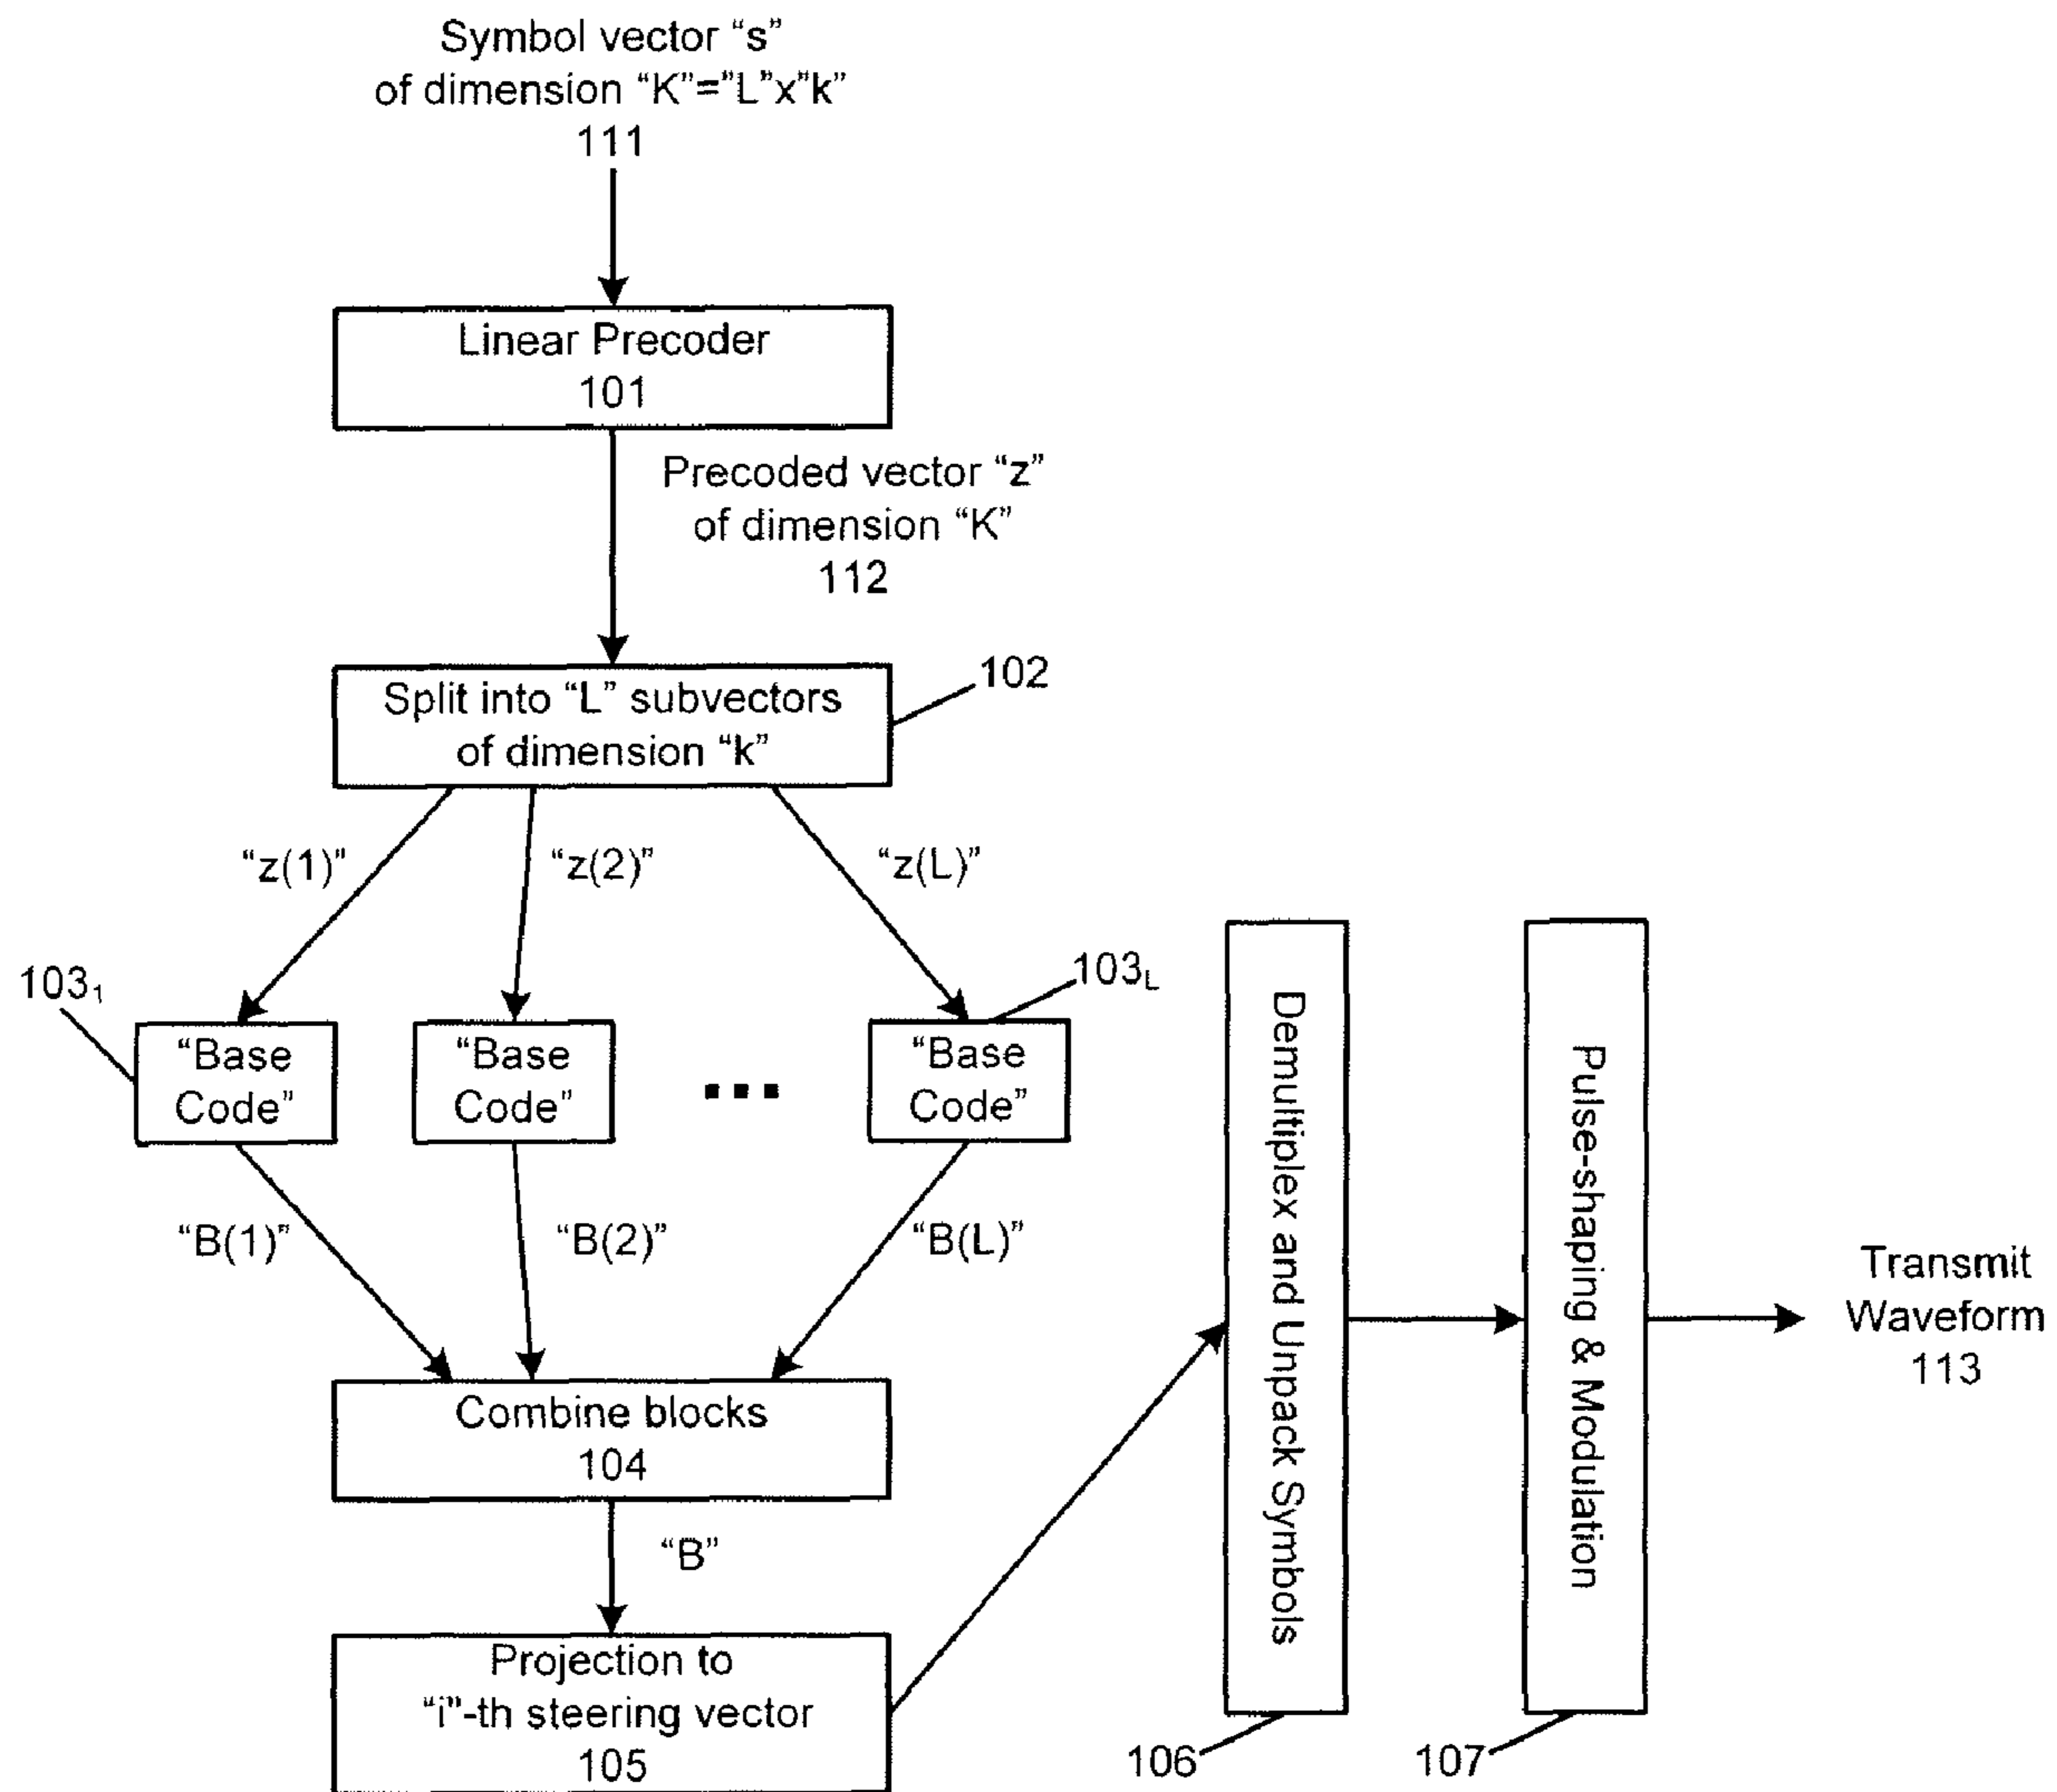 Symbol vector “s”
of dimension “K”=”L”x”k”
111
Linear Precoder
101
Precoded vector “z”
of dimension “K”
112
Split into “L” subvectors
of dimension “k”
102
“z(1)”
“z(2)”
“z(L)”
103₁
103L
“Base
Code”
“Base
Code”
“Base
Code”
“B(1)”
“B(2)”
“B(L)”
Combine blocks
104
“B”
Projection to
“i”-th steering vector
105
Demultiplex and Unpack Symbols
106
Pulse-shaping & Modulation
107
Transmit
Waveform
113